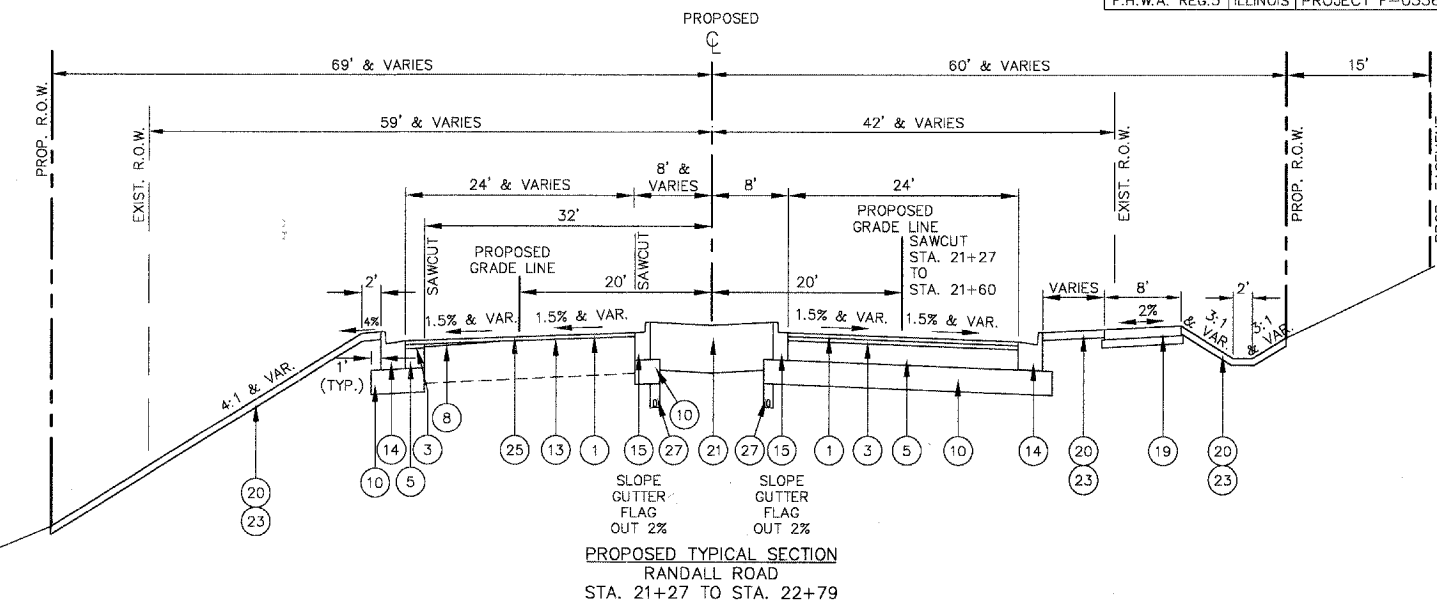 F.H.W.A. REG.5 ILLINOIS PROJECT
PROPOSED
℄
69' & VARIES
60' & VARIES
15'
59' & VARIES
42' & VARIES
PROP. R.O.W.
EXIST. R.O.W.
EXIST. R.O.W.
PROP. R.O.W.
PROP. EASEMENT
24' & VARIES
8' &
VARIES
8'
24'
32'
PROPOSED
GRADE LINE
SAWCUT
STA. 21+27
TO
STA. 21+60
SAWCUT
PROPOSED
GRADE LINE
SAWCUT
2'
20'
20'
VARIES
8'
2'
4%
1.5% & VAR.
1.5%
1.5% & VAR.
1.5% & VAR.
2%
3:1
& VAR.
3:1
& VAR.
1'
(TYP.)
4:1 & VAR.
10
14
5
3
8
25
13
1
15
10
27
21
27
15
1
3
5
10
14
20
23
19
20
23
20
23
SLOPE
GUTTER
FLAG
OUT 2%
SLOPE
GUTTER
FLAG
OUT 2%
PROPOSED TYPICAL SECTION
RANDALL ROAD
STA. 21+27 TO STA. 22+79